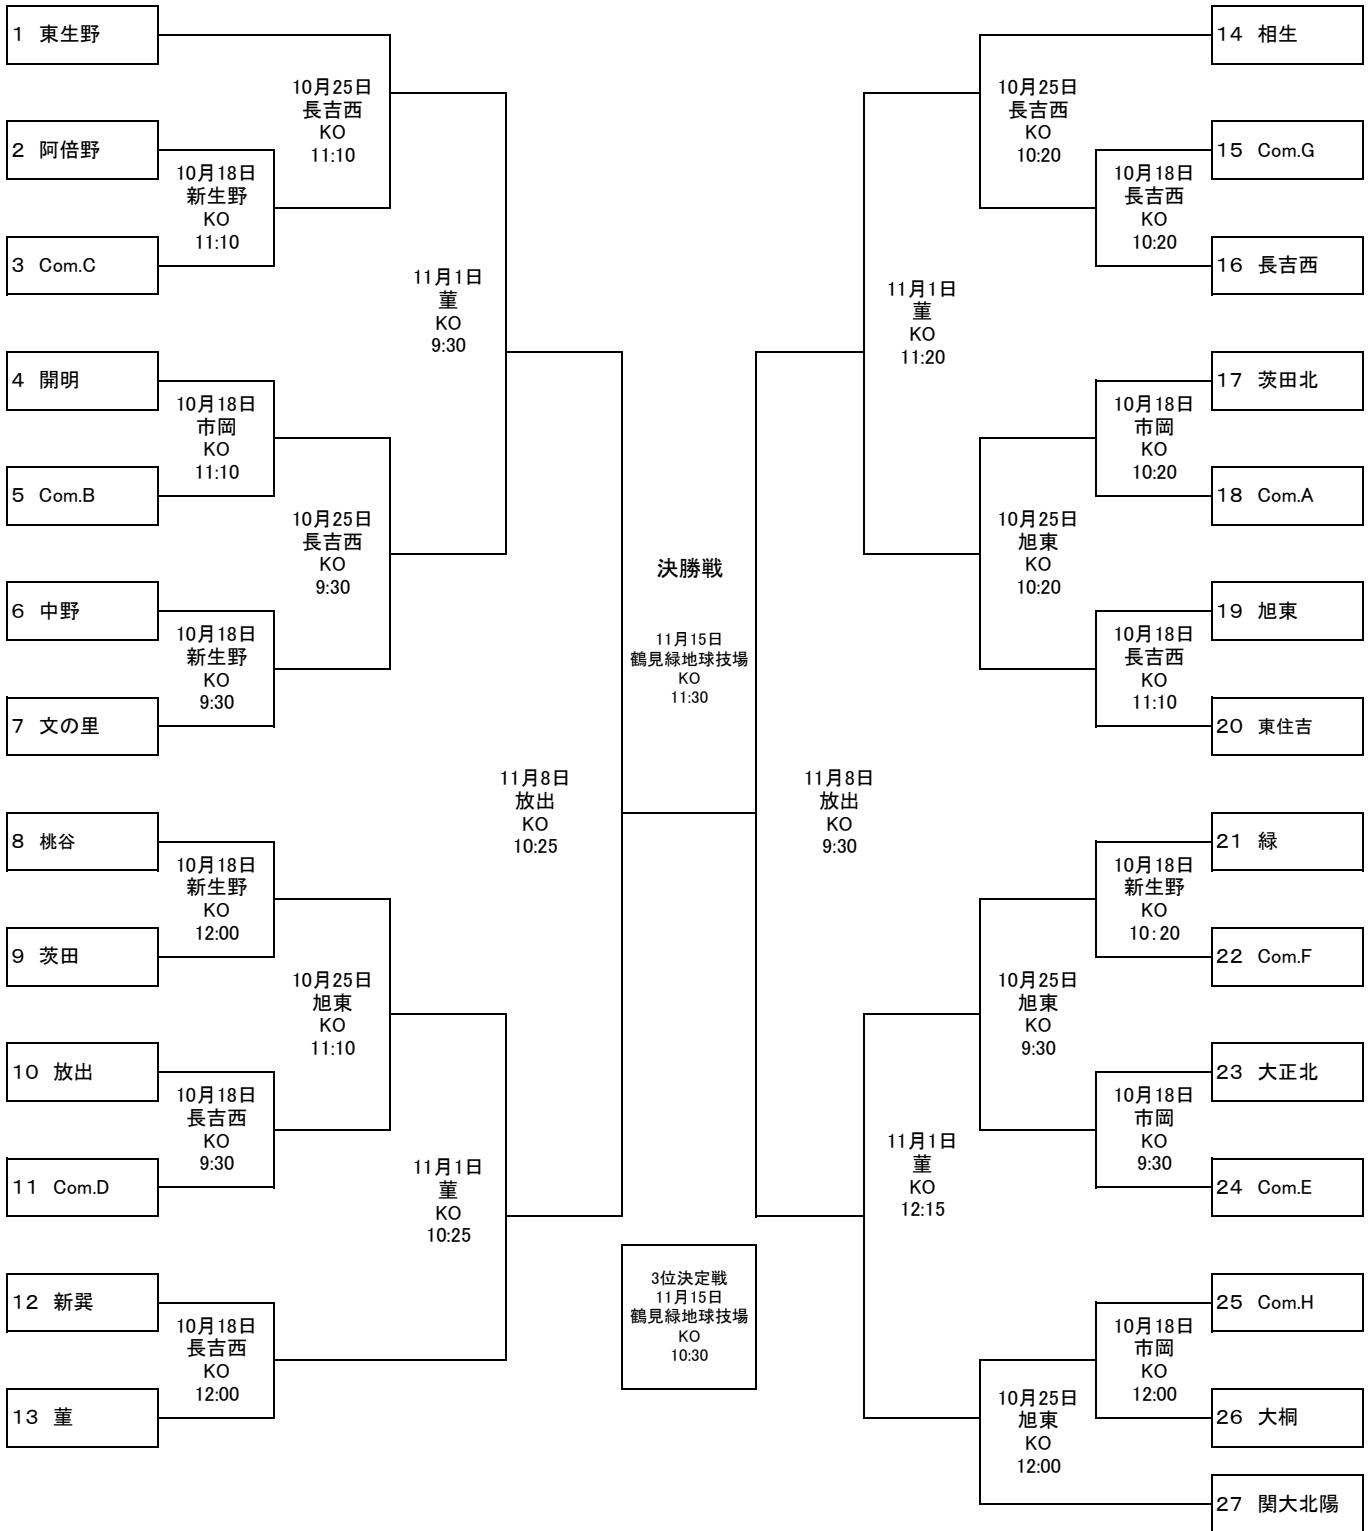 1 東生野
10月25日
長吉西
KO
11:10
2 阿倍野
10月18日
新生野
KO
11:10
3 Com.C
11月1日
菫
KO
9:30
4 開明
10月18日
市岡
KO
11:10
5 Com.B
10月25日
長吉西
KO
9:30
6 中野
10月18日
新生野
KO
9:30
7 文の里
11月8日
放出
KO
10:25
8 桃谷
10月18日
新生野
KO
12:00
9 茨田
10月25日
旭東
KO
11:10
10 放出
10月18日
長吉西
KO
9:30
11 Com.D
11月1日
菫
KO
10:25
12 新巽
10月18日
長吉西
KO
12:00
13 菫
決勝戦
11月15日
鶴見緑地球技場
KO
11:30
3位決定戦
11月15日
鶴見緑地球技場
KO
10:30
14 相生
10月25日
長吉西
KO
10:20
15 Com.G
10月18日
長吉西
KO
10:20
16 長吉西
11月1日
菫
KO
11:20
17 茨田北
10月18日
市岡
KO
10:20
18 Com.A
10月25日
旭東
KO
10:20
19 旭東
10月18日
長吉西
KO
11:10
20 東住吉
11月8日
放出
KO
9:30
21 緑
10月18日
新生野
KO
10:20
22 Com.F
10月25日
旭東
KO
9:30
23 大正北
10月18日
市岡
KO
9:30
24 Com.E
11月1日
菫
KO
12:15
25 Com.H
10月18日
市岡
KO
12:00
26 大桐
10月25日
旭東
KO
12:00
27 関大北陽